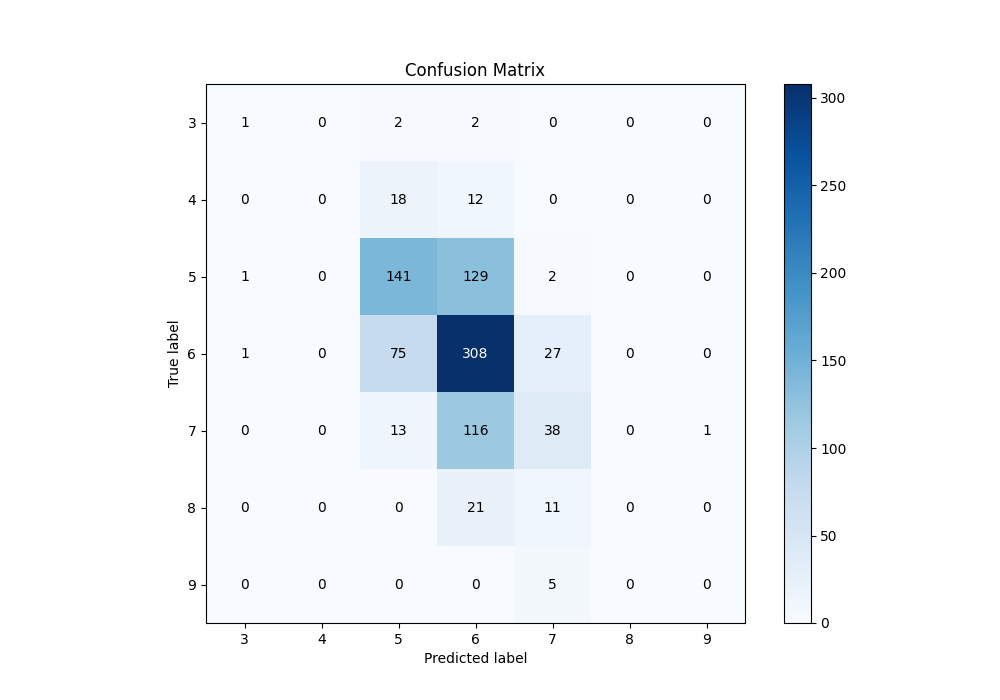 Confusion Matrix
3 1 0 2 2 0 0 0
4 0 0 18 12 0 0 0
5 1 0 141 129 2 0 0
True label
6 1 0 75 308 27 0 0
7 0 0 13 116 38 0 1
8 0 0 0 21 11 0 0
9 0 0 0 0 5 0 0
3 4 5 6 7 8 9
Predicted label
300
250
200
150
100
50
0